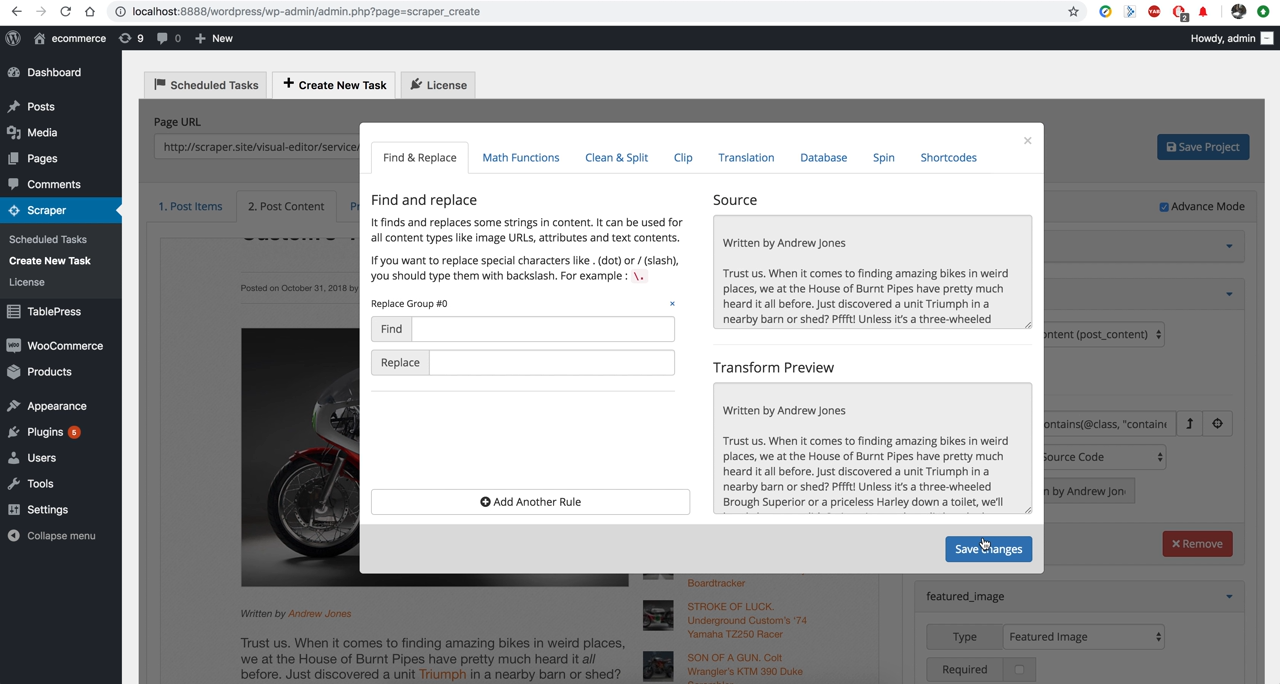 localhost:8888/wordpress/wp-admin/admin.php?page=scraper_create
2
ecommerce
9
0
New
Howdy, admin
Dashboard
Posts
Media
Pages
Comments
Scraper
Scheduled Tasks
Create New Task
License
TablePress
WooCommerce
Products
Appearance
Plugins 6
Users
Tools
Settings
Collapse menu
Scheduled Tasks
Create New Task
License
Page URL
http://scraper.site/visual-editor/service/
Save Project
1. Post Items
2. Post Content
Advance Mode
Posted on October 31, 2018 by
Written by Andrew Jones
Trust us. When it comes to finding amazing bikes in weird places,
we at the House of Burnt Pipes have pretty much heard it all
before. Just discovered a unit Triumph in a nearby barn or shed?
Boardtracker
STROKE OF LUCK.
Underground Custom's '74
Yamaha TZ250 Racer
SON OF A GUN. Colt
Wrangler's KTM 390 Duke
Find & Replace
Math Functions
Clean & Split
Clip
Translation
Database
Spin
Shortcodes
×
Find and replace
It finds and replaces some strings in content. It can be used for
all content types like image URLs, attributes and text contents.
If you want to replace special characters like . (dot) or / (slash),
you should type them with backslash. For example : \.
Replace Group #0
×
Find
Replace
Add Another Rule
Source
Written by Andrew Jones
Trust us. When it comes to finding amazing bikes in weird
places, we at the House of Burnt Pipes have pretty much
heard it all before. Just discovered a unit Triumph in a
nearby barn or shed? Pffft! Unless it's a three-wheeled
Transform Preview
Written by Andrew Jones
Trust us. When it comes to finding amazing bikes in weird
places, we at the House of Burnt Pipes have pretty much
heard it all before. Just discovered a unit Triumph in a
nearby barn or shed? Pffft! Unless it's a three-wheeled
Brough Superior or a priceless Harley down a toilet, we'll
Save Changes
ntent (post_content)
ontains(@class, "containe
Source Code
n by Andrew Jon
Remove
featured_image
Type
Featured Image
Required